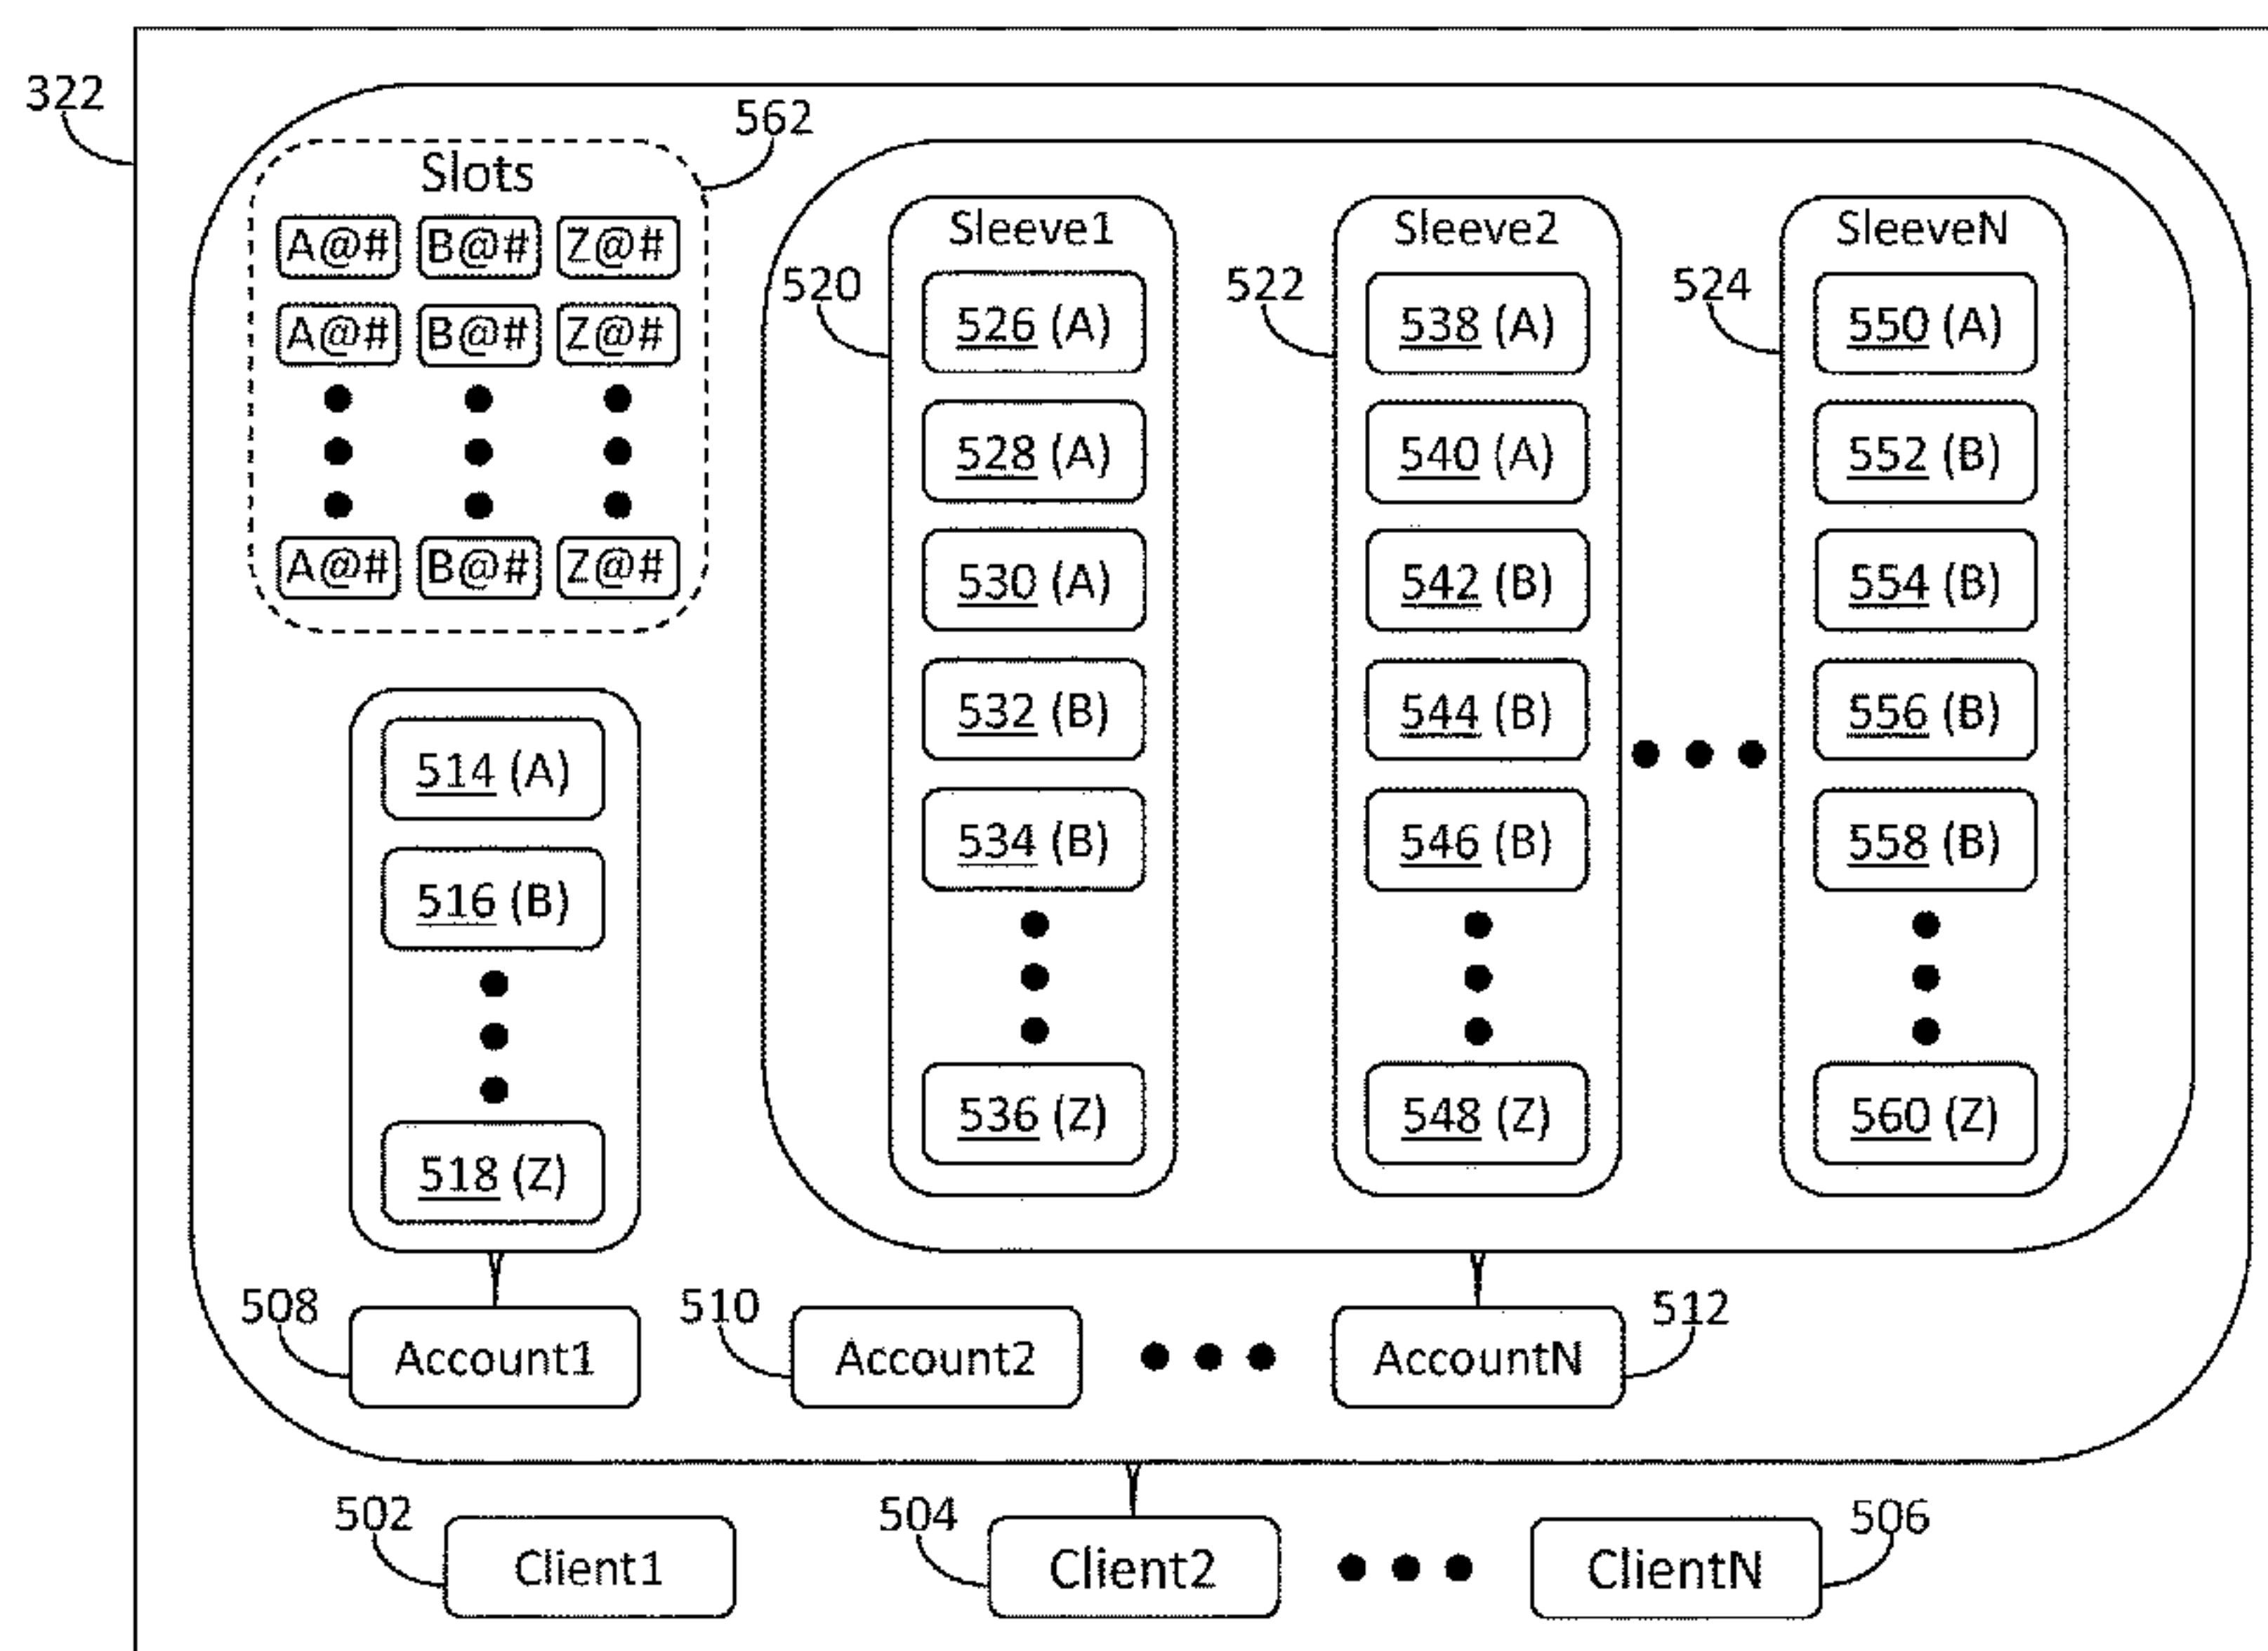 322
562
Slots
A@# B@# Z@#
A@# B@# Z@#
A@# B@# Z@#
514 (A)
516 (B)
518 (Z)
520
Sleeve1
526 (A)
528 (A)
530 (A)
532 (B)
534 (B)
536 (Z)
522
Sleeve2
538 (A)
540 (A)
542 (B)
544 (B)
546 (B)
548 (Z)
524
SleeveN
550 (A)
552 (B)
554 (B)
556 (B)
558 (B)
560 (Z)
508
Account1
510
Account2
AccountN
512
502
Client1
504
Client2
ClientN
506